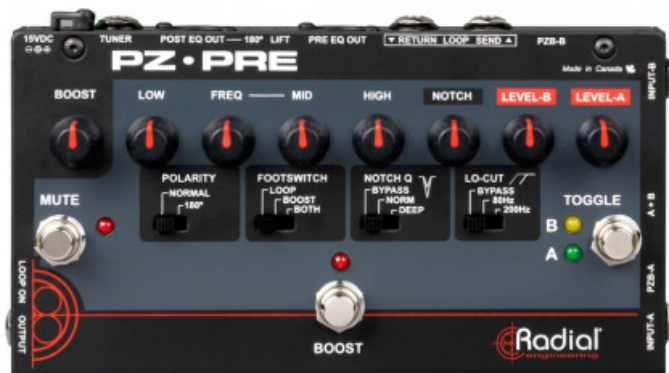 15VDC
TUNER
POST EQ OUT — 180° LIFT
PRE EQ OUT
▼ RETURN LOOP SEND ▲
PZB-B
PZ•PRE
Made in Canada
INPUT-B
BOOST
LOW
FREQ — MID
HIGH
NOTCH
LEVEL-B
LEVEL-A
POLARITY
NORMAL
180°
FOOTSWITCH
LOOP
BOOST
BOTH
NOTCH Q
BYPASS
NORM
DEEP
LO-CUT
BYPASS
80Hz
200Hz
MUTE
TOGGLE
B
A
A + B
PZB-A
INPUT-A
LOOP ON
OUTPUT
BOOST
Radial
engineering